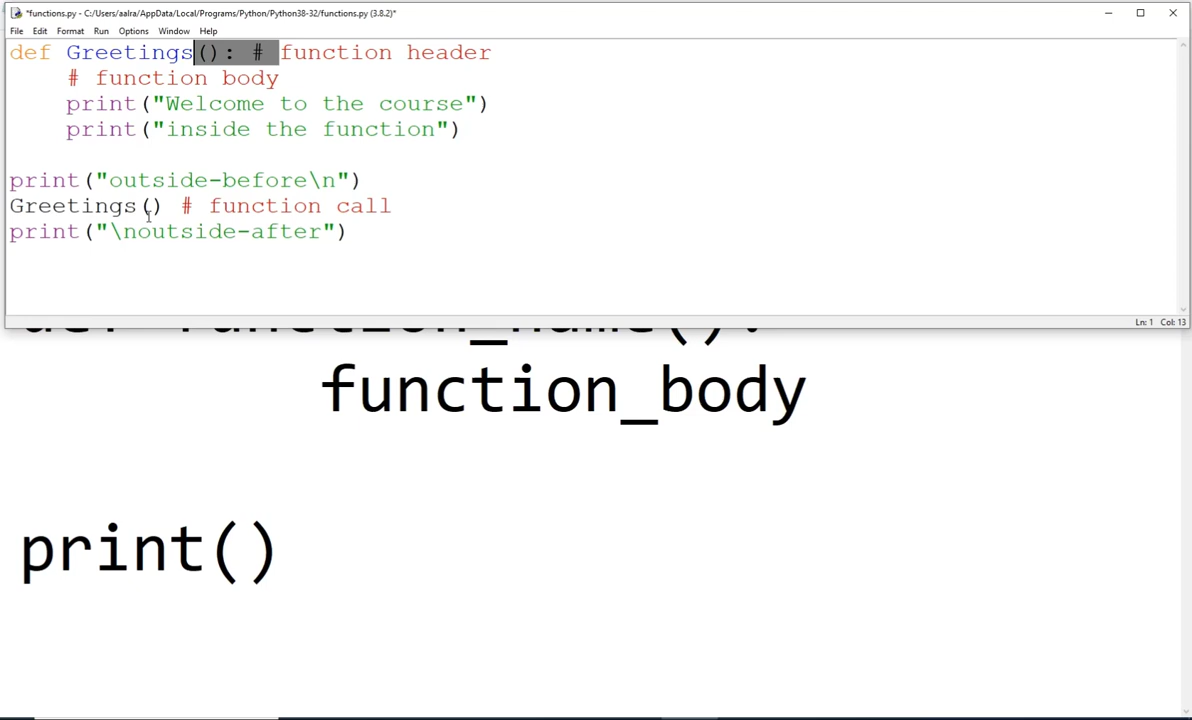 *functions.py - C:/Users/aalra/AppData/Local/Programs/Python/Python38-32/functions.py (3.8.2)*
File Edit Format Run Options Window Help
def Greetings(): # function header
    # function body
    print("Welcome to the course")
    print("inside the function")
print("outside-before\n")
Greetings() # function call
print("\noutside-after")
Ln: 1 Col: 13
def function_name():
function_body
print()